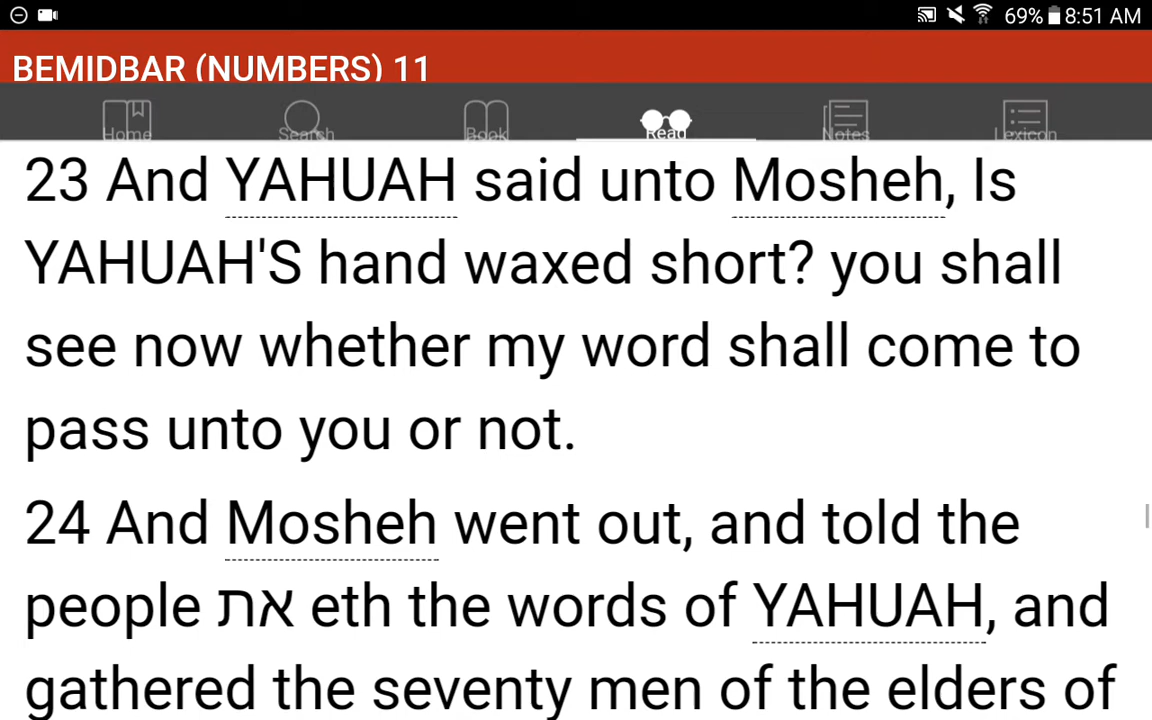 69% 8:51 AM
BEMIDBAR (NUMBERS) 11
Home Search Book Read Notes Lexicon
23 And YAHUAH said unto Mosheh, Is
YAHUAH'S hand waxed short? you shall
see now whether my word shall come to
pass unto you or not.
24 And Mosheh went out, and told the
people את eth the words of YAHUAH, and
gathered the seventy men of the elders of